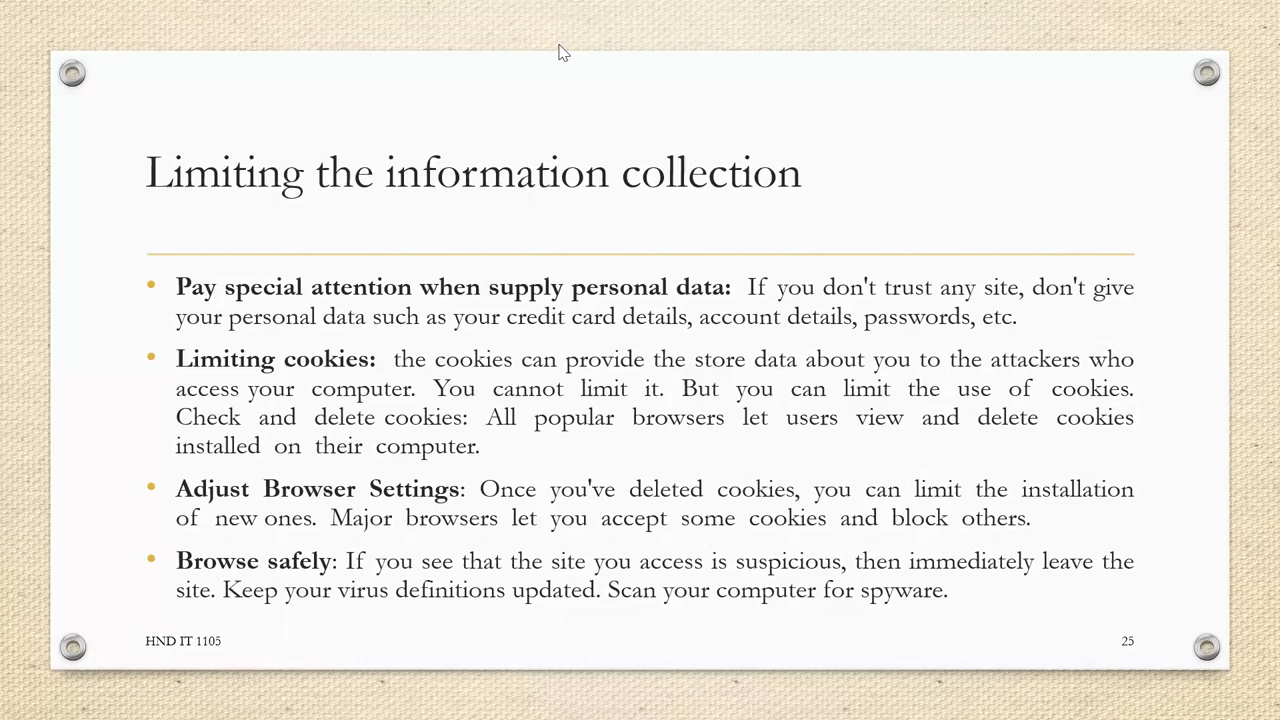 Limiting the information collection
• Pay special attention when supply personal data: If you don't trust any site, don't give
your personal data such as your credit card details, account details, passwords, etc.
• Limiting cookies: the cookies can provide the store data about you to the attackers who
access your computer. You cannot limit it. But you can limit the use of cookies.
Check and delete cookies: All popular browsers let users view and delete cookies
installed on their computer.
• Adjust Browser Settings: Once you've deleted cookies, you can limit the installation
of new ones. Major browsers let you accept some cookies and block others.
• Browse safely: If you see that the site you access is suspicious, then immediately leave the
site. Keep your virus definitions updated. Scan your computer for spyware.
HND IT 1105
25